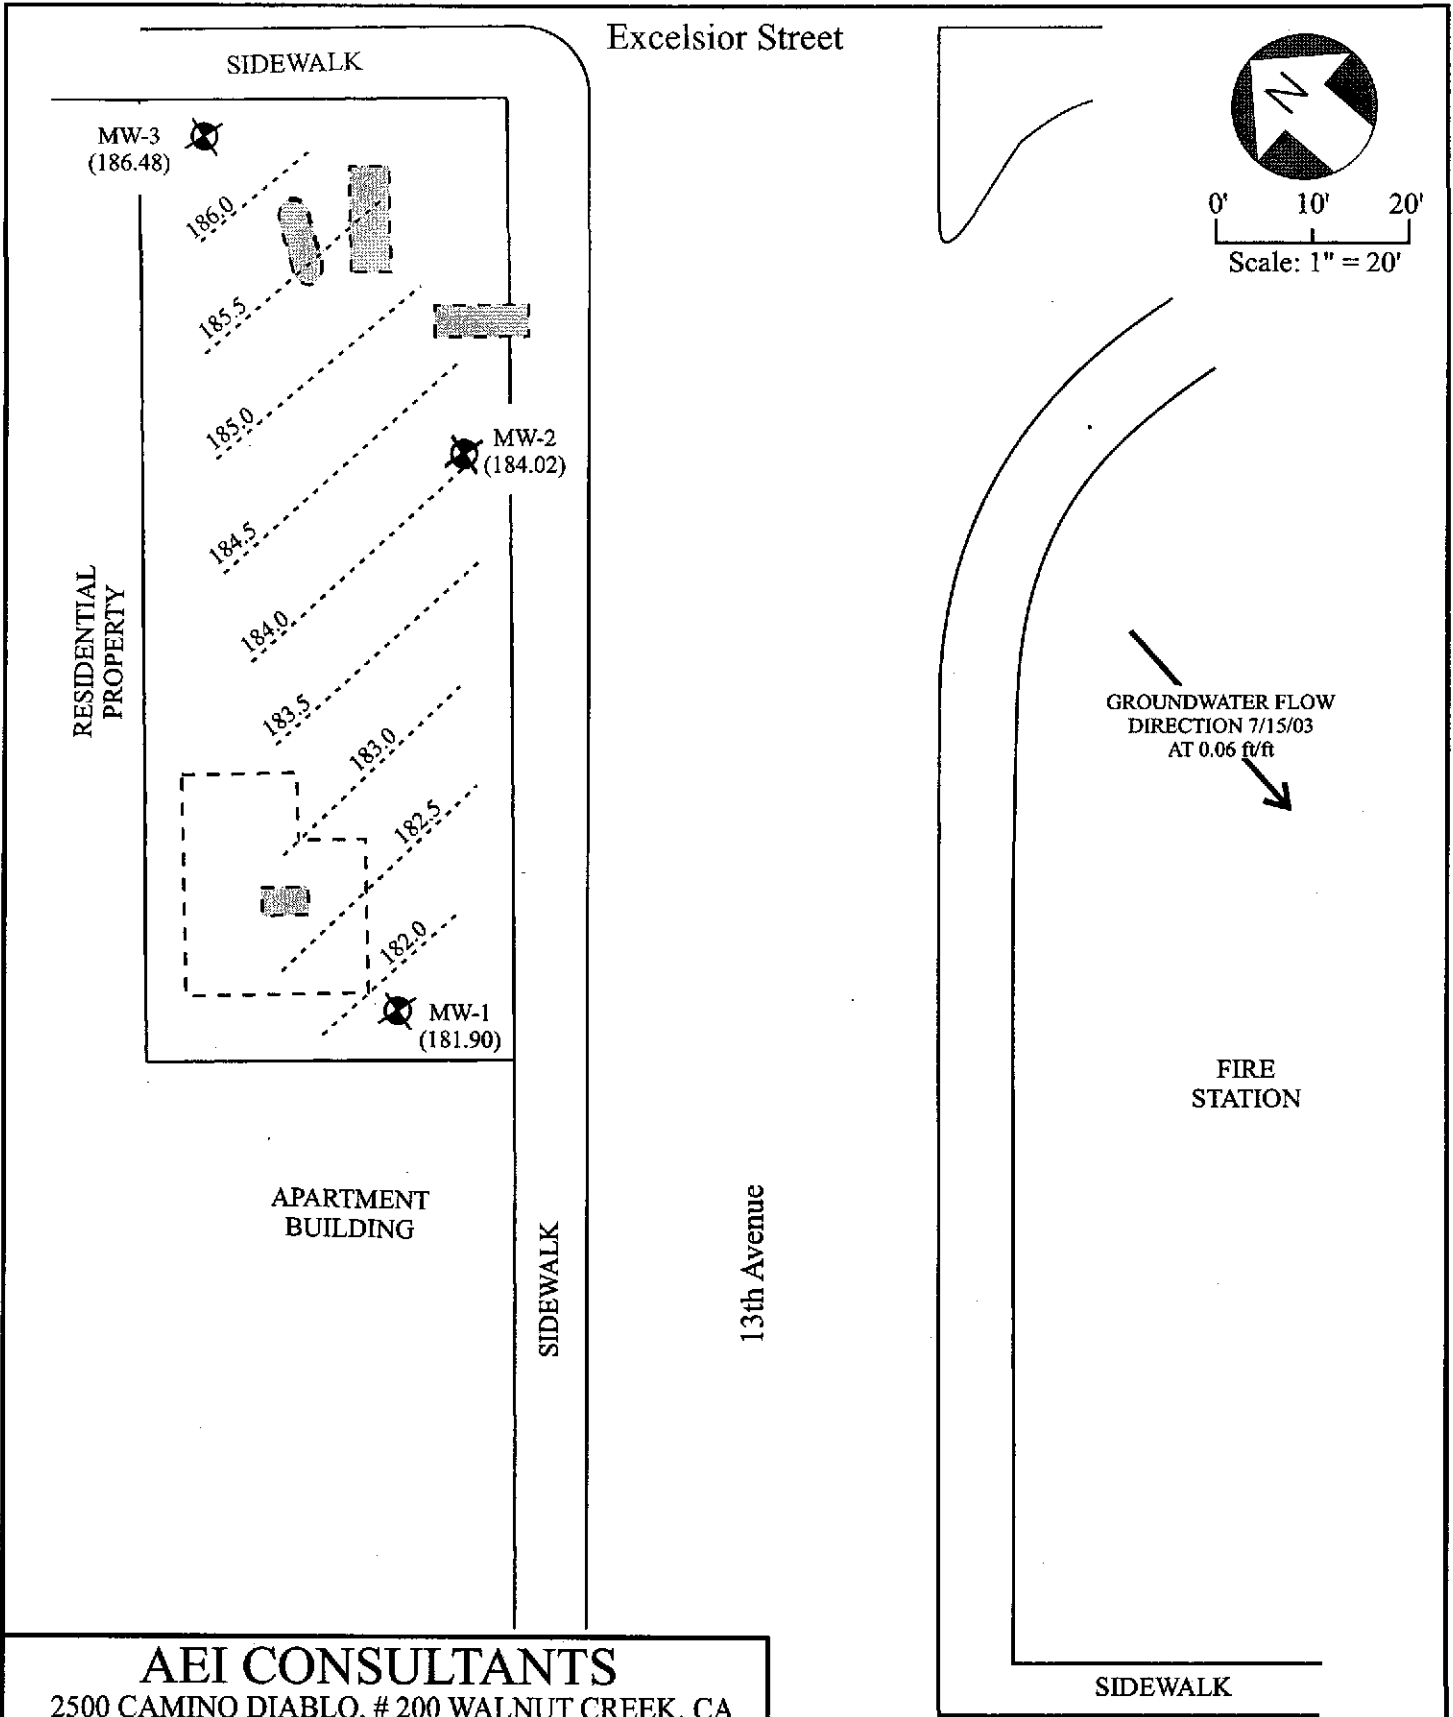 Excelsior Street
SIDEWALK
N
MW-3
(186.48)
0' 10' 20'
Scale: 1" = 20'
186.0
185.5
185.0
MW-2
(184.02)
184.5
184.0
RESIDENTIAL
PROPERTY
183.5
183.0
GROUNDWATER FLOW
DIRECTION 7/15/03
AT 0.06 ft/ft
182.5
182.0
MW-1
(181.90)
FIRE
STATION
APARTMENT
BUILDING
SIDEWALK
13th Avenue
AEI CONSULTANTS
2500 CAMINO DIABLO, # 200 WALNUT CREEK, CA
SIDEWALK